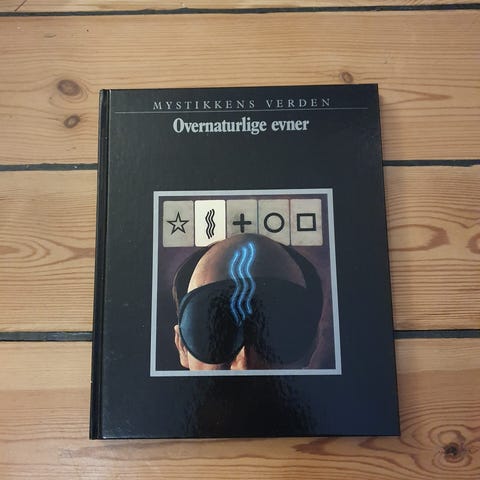 MYSTIKKENS VERDEN
Overnaturlige evner